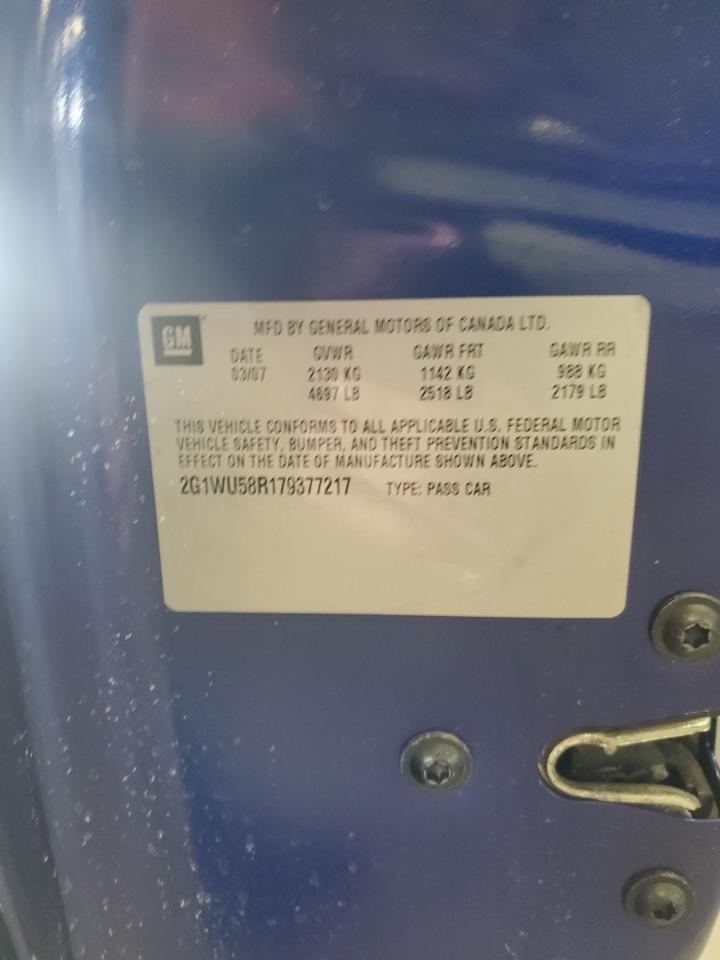 GM
MFD BY GENERAL MOTORS OF CANADA LTD.
DATE GVWR GAWR FRT GAWR RR
03/07 2130 KG 1142 KG 988 KG
4697 LB 2518 LB 2179 LB
THIS VEHICLE CONFORMS TO ALL APPLICABLE U.S. FEDERAL MOTOR
VEHICLE SAFETY, BUMPER, AND THEFT PREVENTION STANDARDS IN
EFFECT ON THE DATE OF MANUFACTURE SHOWN ABOVE.
2G1WU58R179377217 TYPE: PASS CAR